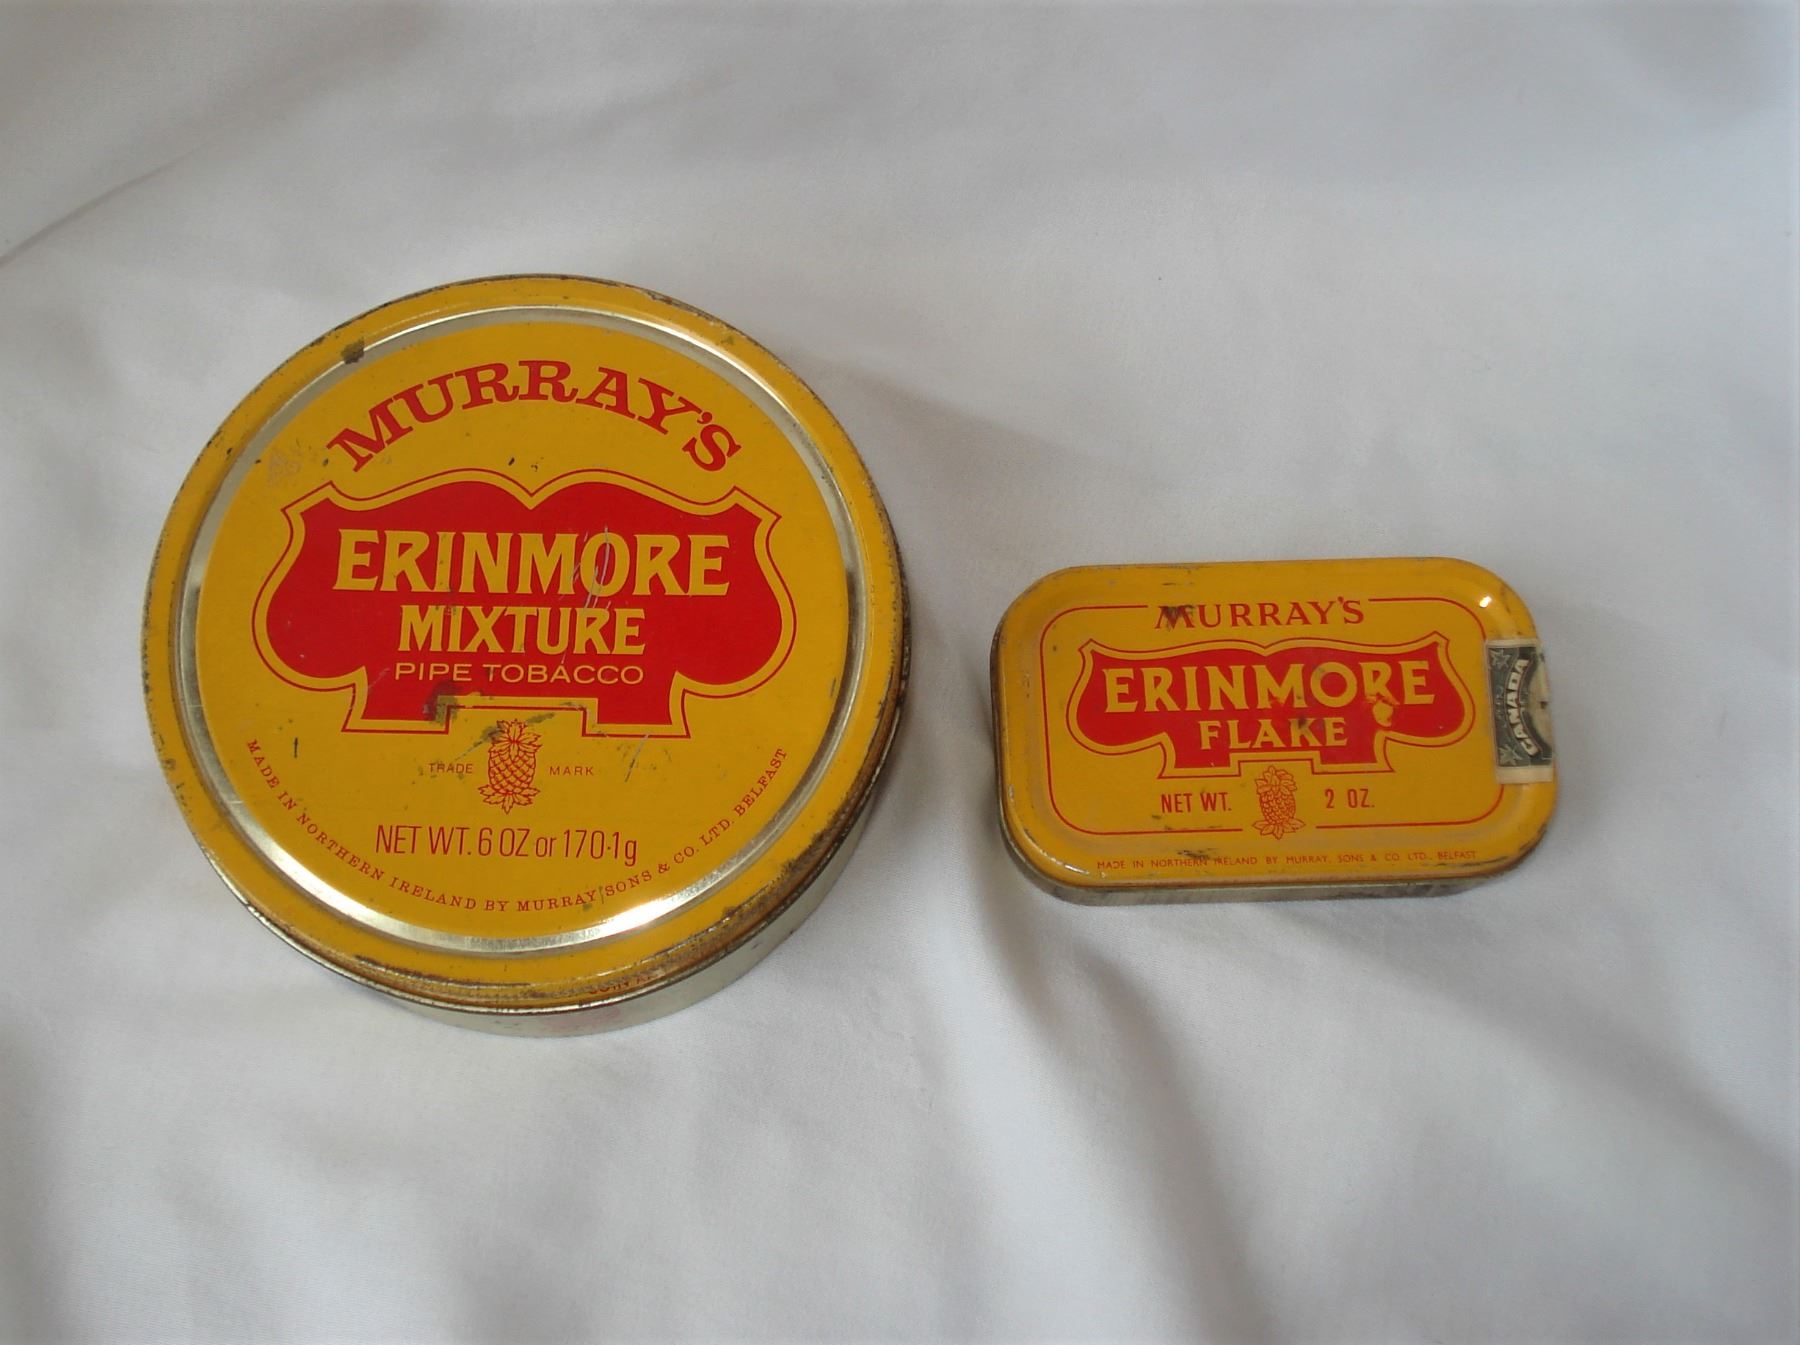 MURRAY'S
ERINMORE
MIXTURE
PIPE TOBACCO
TRADE MARK
NET WT. 6 OZ or 170·1g
MADE IN NORTHERN IRELAND BY MURRAY SONS & CO. LTD. BELFAST
MURRAY'S
ERINMORE
FLAKE
NET WT. 2 OZ.
MADE IN NORTHERN IRELAND BY MURRAY, SONS & CO. LTD., BELFAST
CANADA